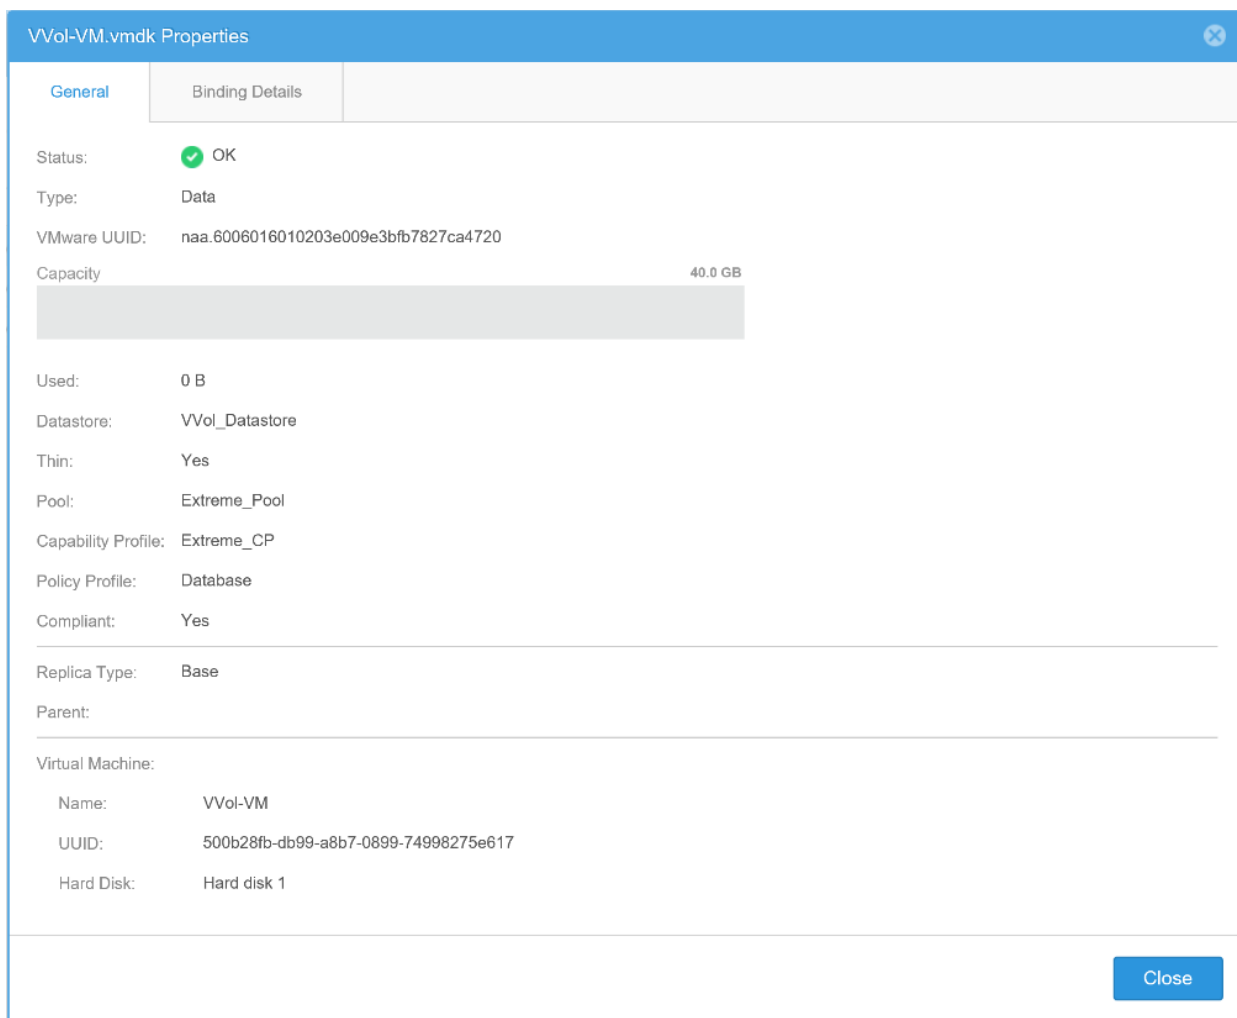 VVol-VM.vmdk Properties
General Binding Details
Status: OK
Type: Data
VMware UUID: naa.6006016010203e009e3bfb7827ca4720
Capacity 40.0 GB
Used: 0 B
Datastore: VVol_Datastore
Thin: Yes
Pool: Extreme_Pool
Capability Profile: Extreme_CP
Policy Profile: Database
Compliant: Yes
Replica Type: Base
Parent:
Virtual Machine:
Name: VVol-VM
UUID: 500b28fb-db99-a8b7-0899-74998275e617
Hard Disk: Hard disk 1
Close